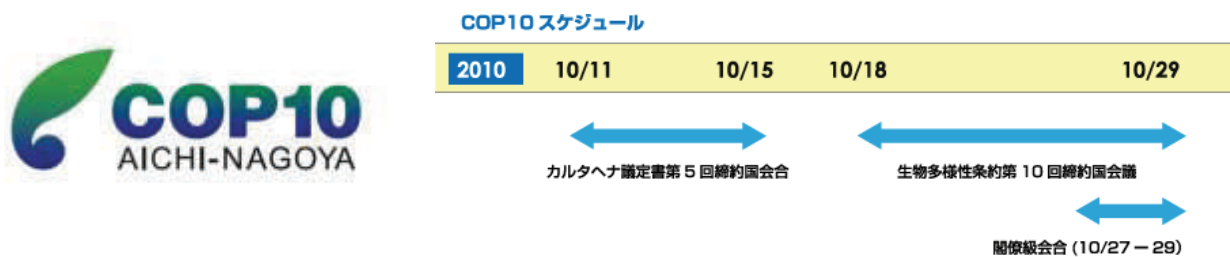 COP10
AICHI-NAGOYA
COP10 スケジュール
2010 10/11 10/15 10/18 10/29
カルタヘナ議定書第 5 回締約国会合
生物多様性条約第 10 回締約国会議
閣僚級会合 (10/27 − 29)